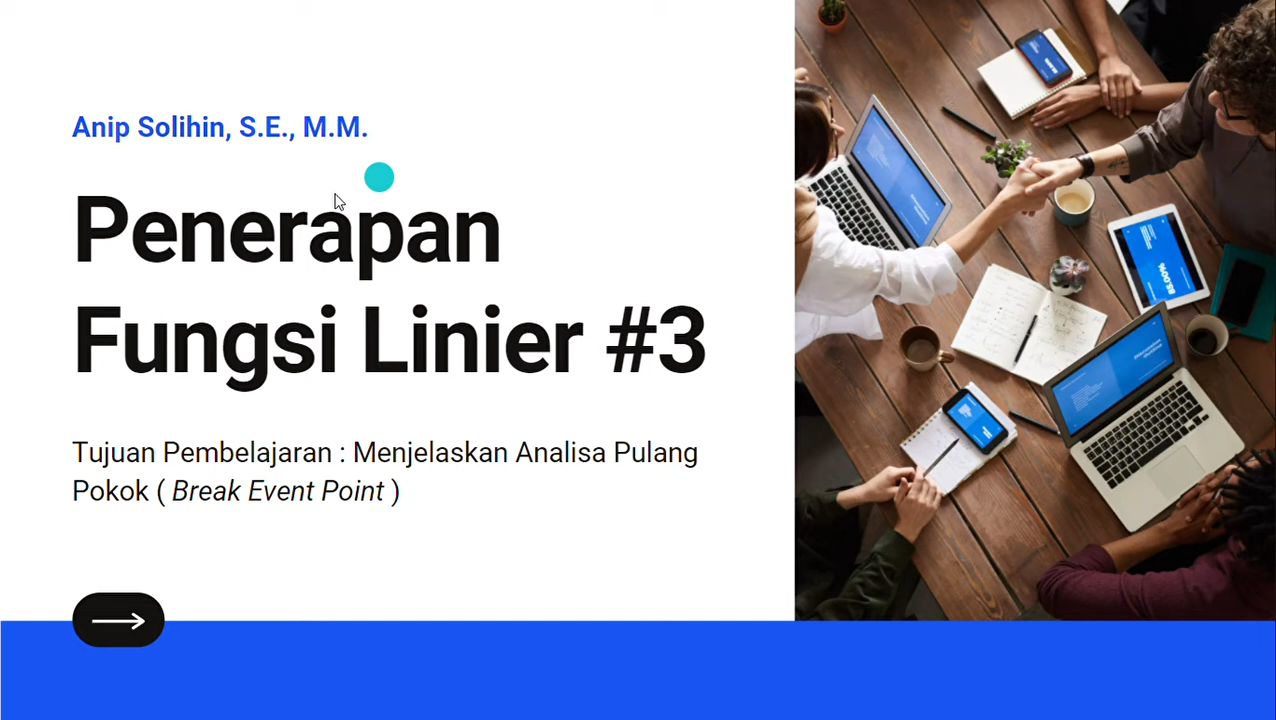 Anip Solihin, S.E., M.M.
Penerapan
Fungsi Linier #3
Tujuan Pembelajaran : Menjelaskan Analisa Pulang
Pokok ( Break Event Point )